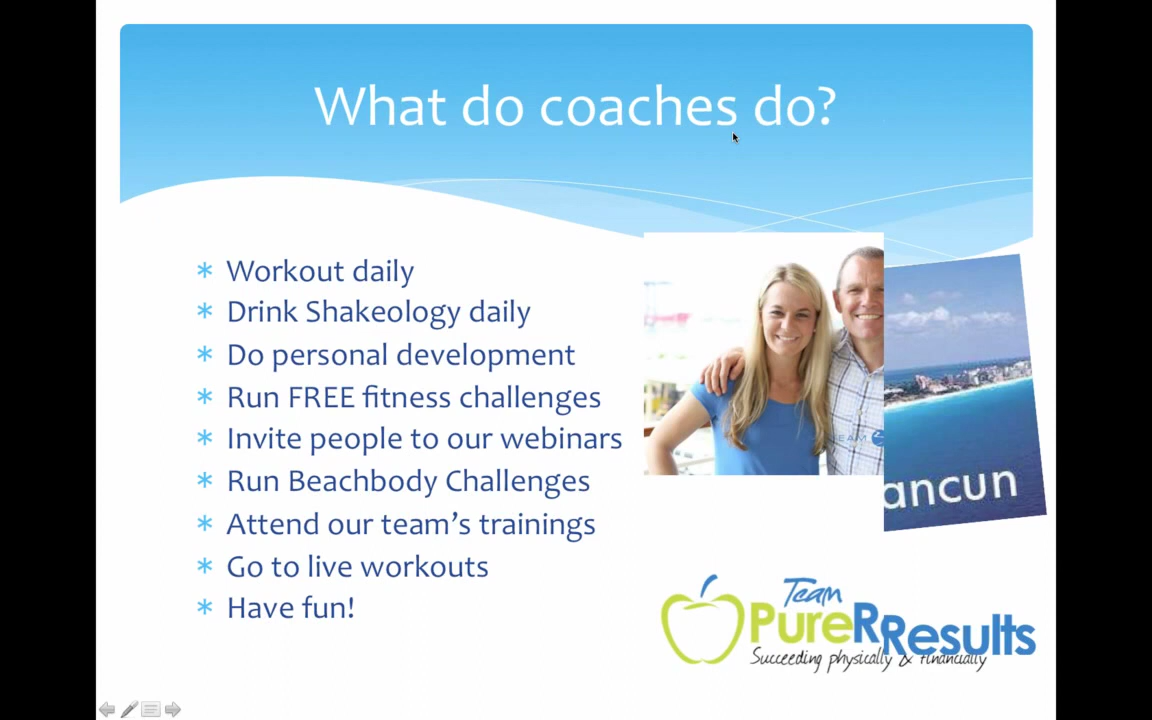 What do coaches do?
* Workout daily
* Drink Shakeology daily
* Do personal development
* Run FREE fitness challenges
* Invite people to our webinars
* Run Beachbody Challenges
* Attend our team's trainings
* Go to live workouts
* Have fun!
EAM
ancun
Team
PureRResults
Succeeding physically & financially